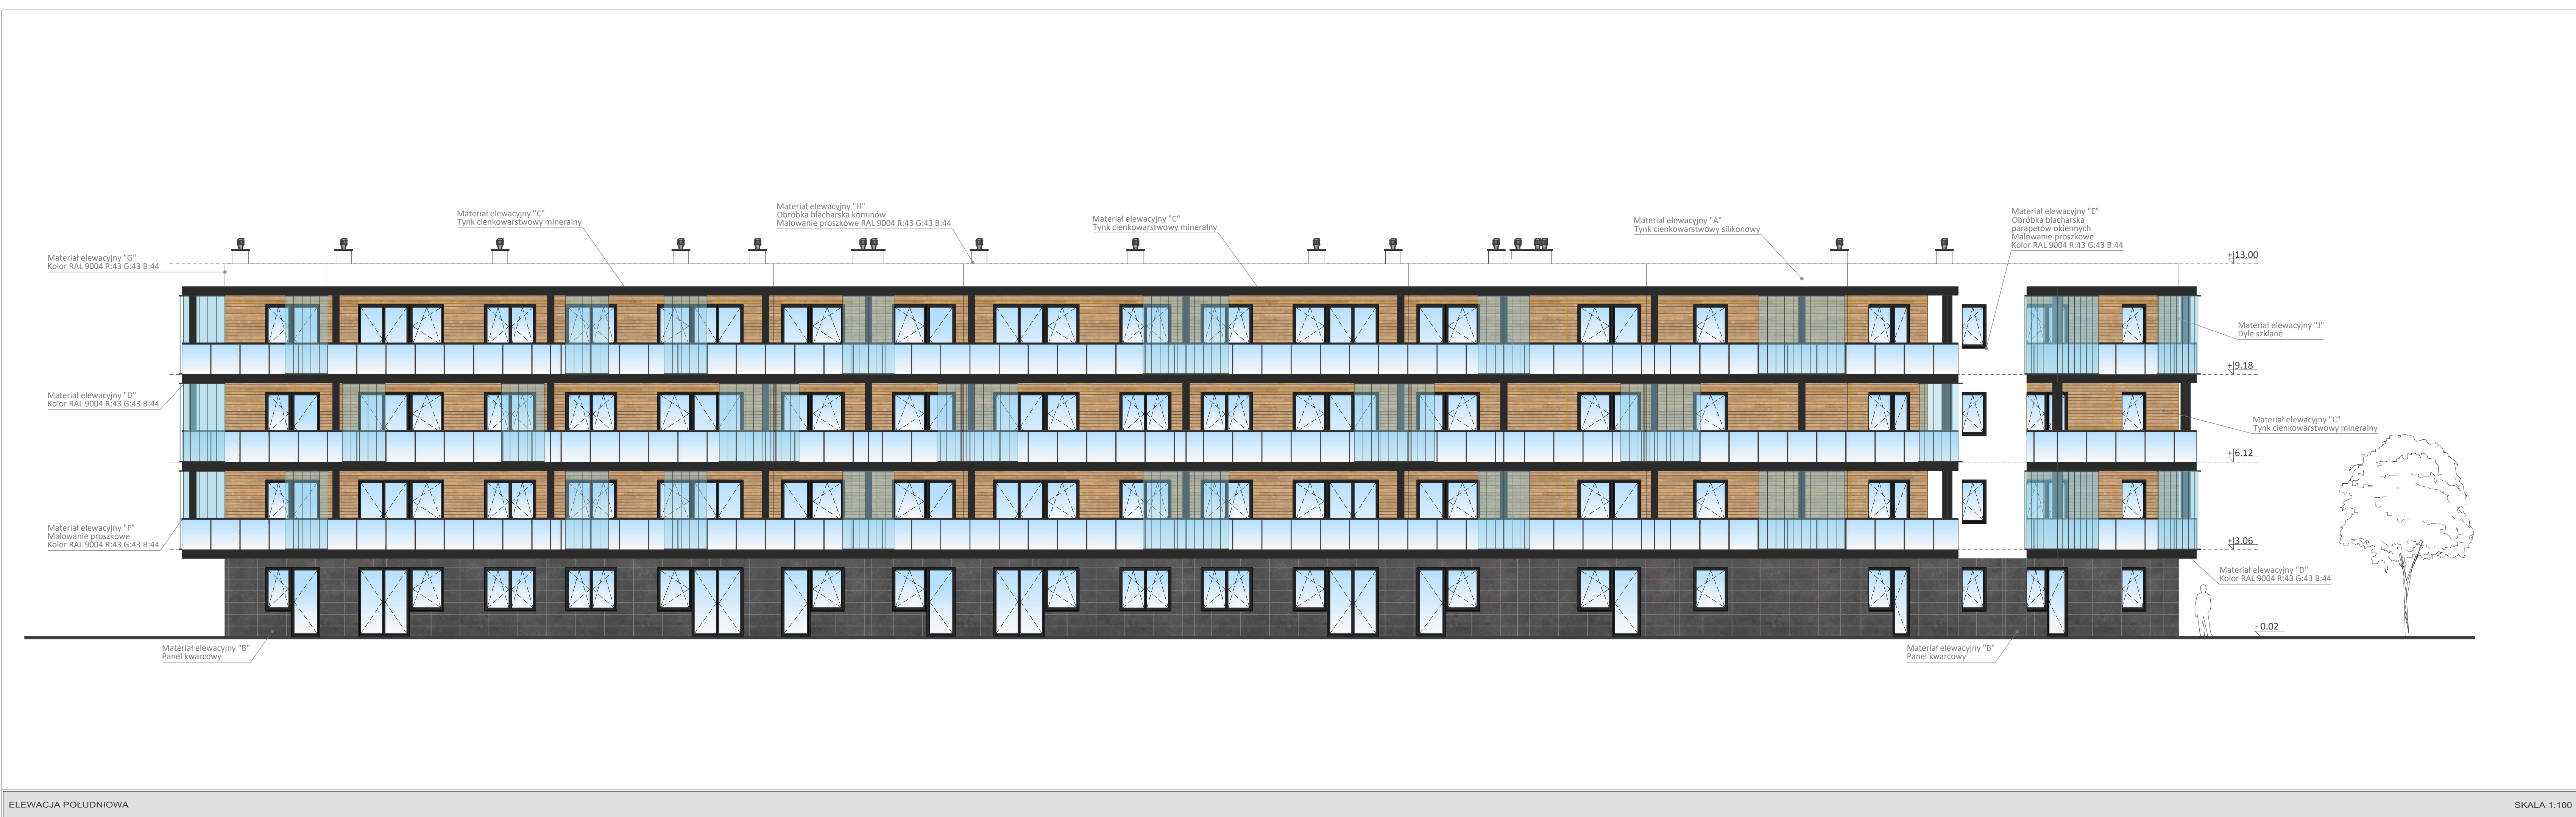 Materiał elewacyjny "C"
Tynk cienkowarstwowy mineralny
Materiał elewacyjny "H"
Obróbka blacharska kominów
Malowanie proszkowe RAL 9004 R:43 G:43 B:44
Materiał elewacyjny "C"
Tynk cienkowarstwowy mineralny
Materiał elewacyjny "A"
Tynk cienkowarstwowy silikonowy
Materiał elewacyjny "E"
Obróbka blacharska
parapetów okiennych
Malowanie proszkowe
Kolor RAL 9004 R:43 G:43 B:44
Materiał elewacyjny "G"
Kolor RAL 9004 R:43 G:43 B:44
+13.00
Materiał elewacyjny "J"
Dyle szklane
+9.18
Materiał elewacyjny "D"
Kolor RAL 9004 R:43 G:43 B:44
Materiał elewacyjny "C"
Tynk cienkowarstwowy mineralny
+6.12
Materiał elewacyjny "F"
Malowanie proszkowe
Kolor RAL 9004 R:43 G:43 B:44
+3.06
Materiał elewacyjny "D"
Kolor RAL 9004 R:43 G:43 B:44
-0.02
Materiał elewacyjny "B"
Panel kwarcowy
Materiał elewacyjny "B"
Panel kwarcowy
ELEWACJA POŁUDNIOWA
SKALA 1:100